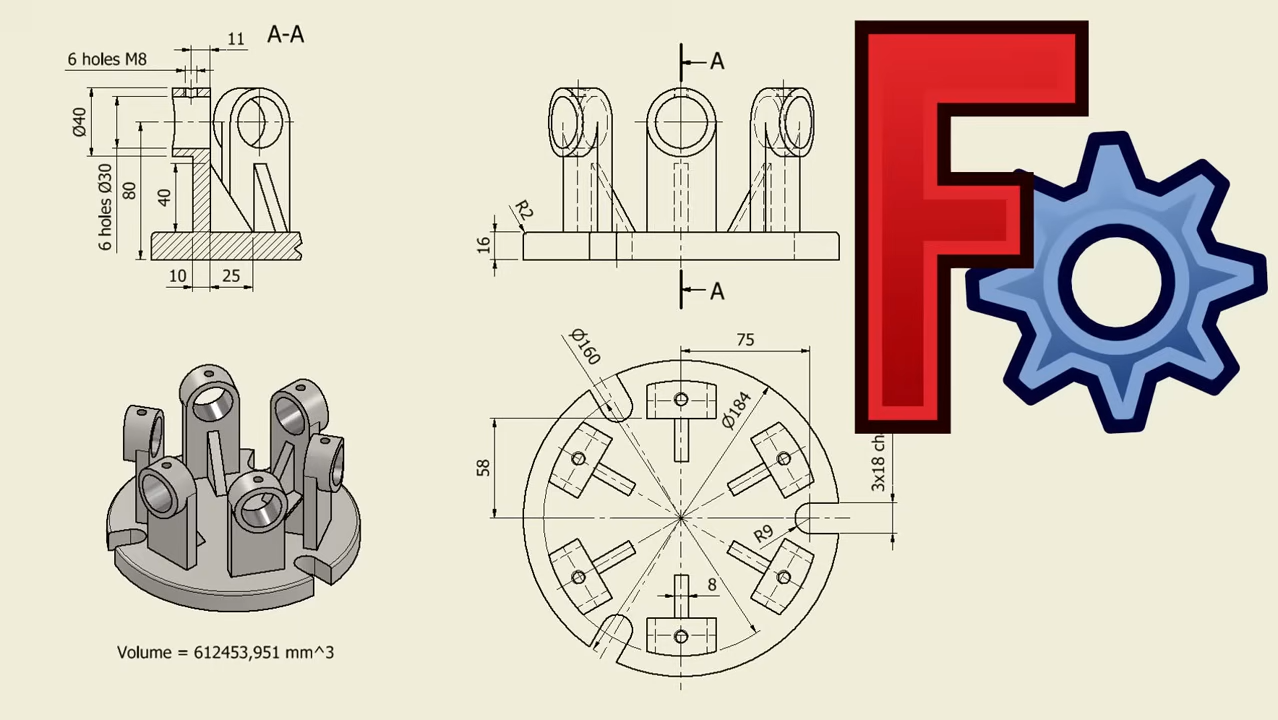 A-A
11
6 holes M8
Ø40
6 holes Ø30
80
40
10
25
A
R2
16
A
Ø160
75
Ø184
58
3x18 ch
R9
8
Volume = 612453,951 mm^3
F